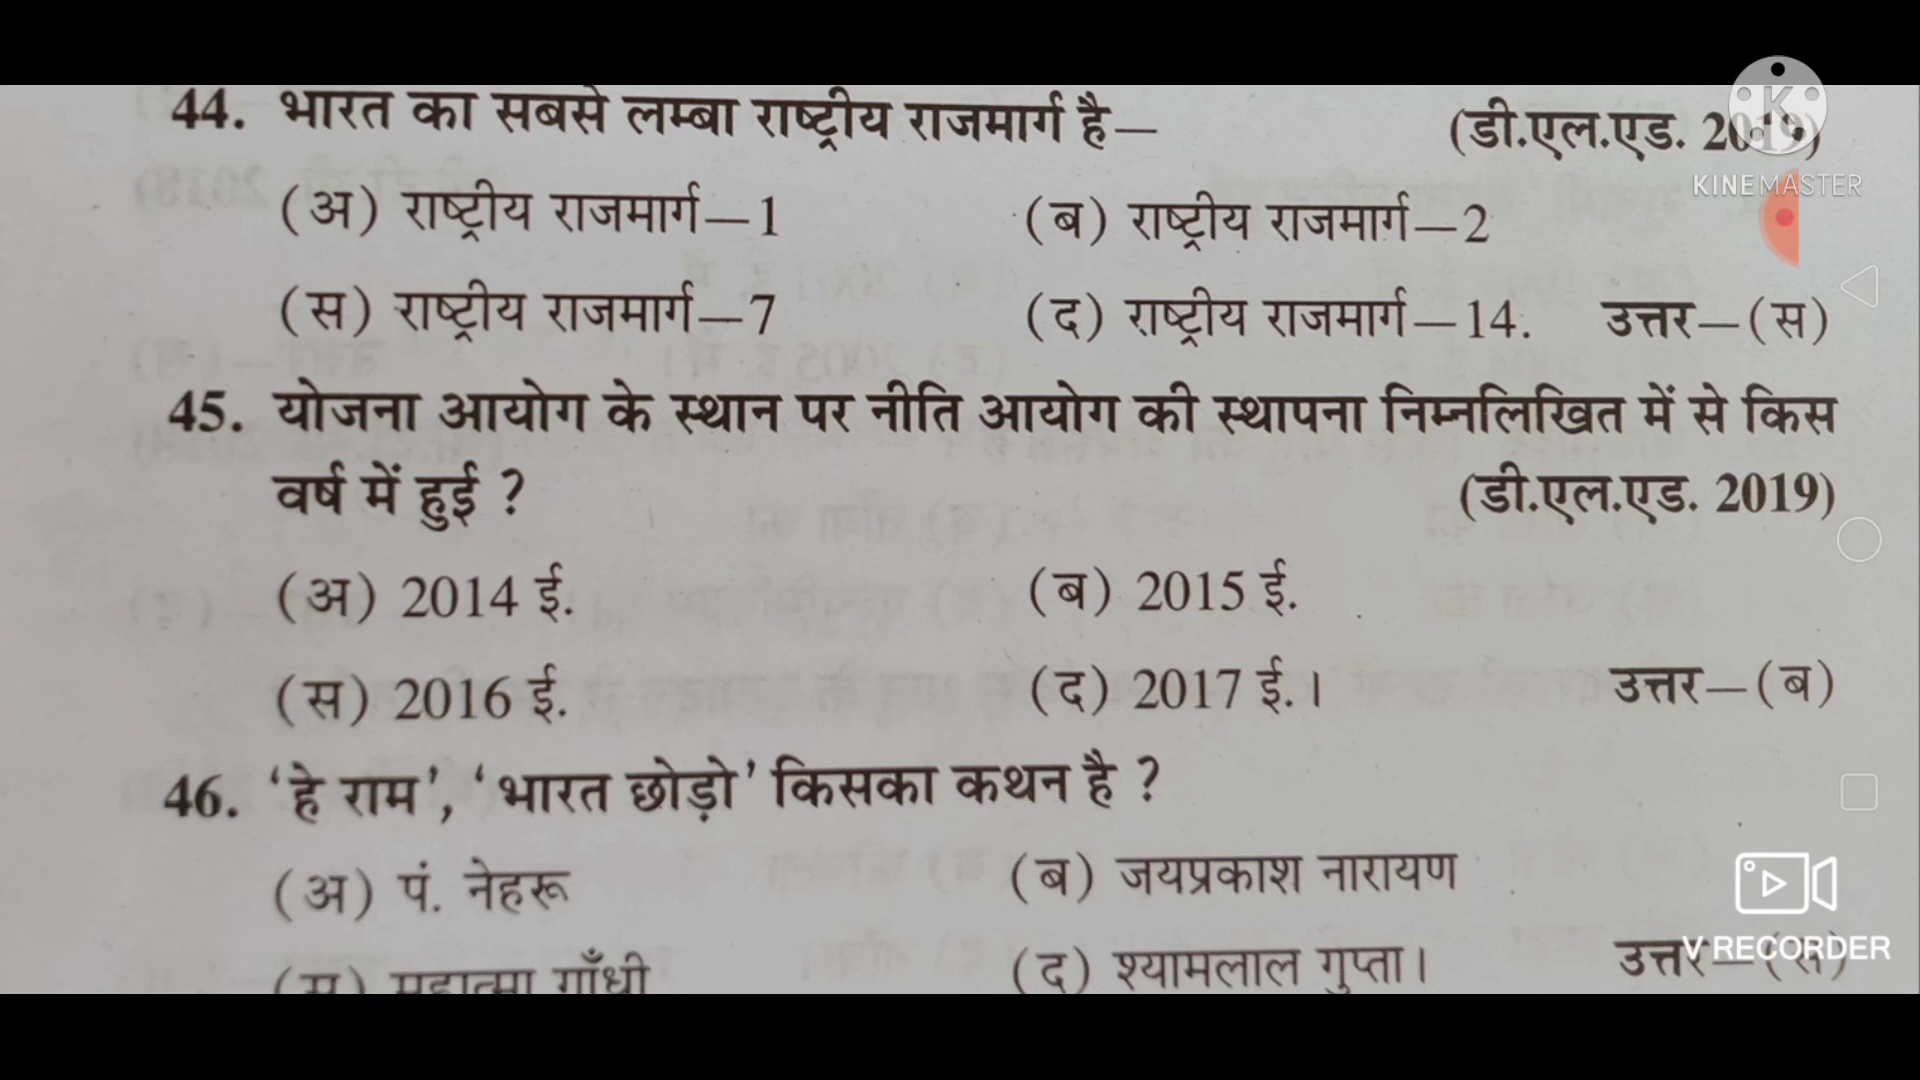 44. भारत का सबसे लम्बा राष्ट्रीय राजमार्ग है— (डी.एल.एड. 2019)
K
KINEMASTER
(अ) राष्ट्रीय राजमार्ग—1 (ब) राष्ट्रीय राजमार्ग—2
(स) राष्ट्रीय राजमार्ग—7 (द) राष्ट्रीय राजमार्ग—14. उत्तर—(स)
45. योजना आयोग के स्थान पर नीति आयोग की स्थापना निम्नलिखित में से किस
वर्ष में हुई ? (डी.एल.एड. 2019)
(अ) 2014 ई. (ब) 2015 ई.
(स) 2016 ई. (द) 2017 ई.। उत्तर—(ब)
46. ‘हे राम’, ‘भारत छोड़ो’ किसका कथन है ?
(अ) पं. नेहरू (ब) जयप्रकाश नारायण
(स) महात्मा गाँधी (द) श्यामलाल गुप्ता। उत्तर—(स)
V RECORDER